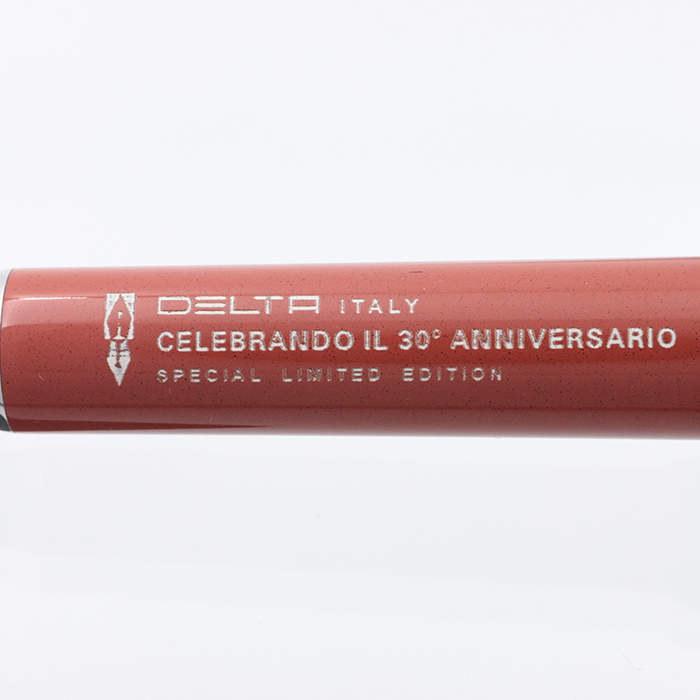 DELTA ITALY
CELEBRANDO IL 30° ANNIVERSARIO
SPECIAL LIMITED EDITION